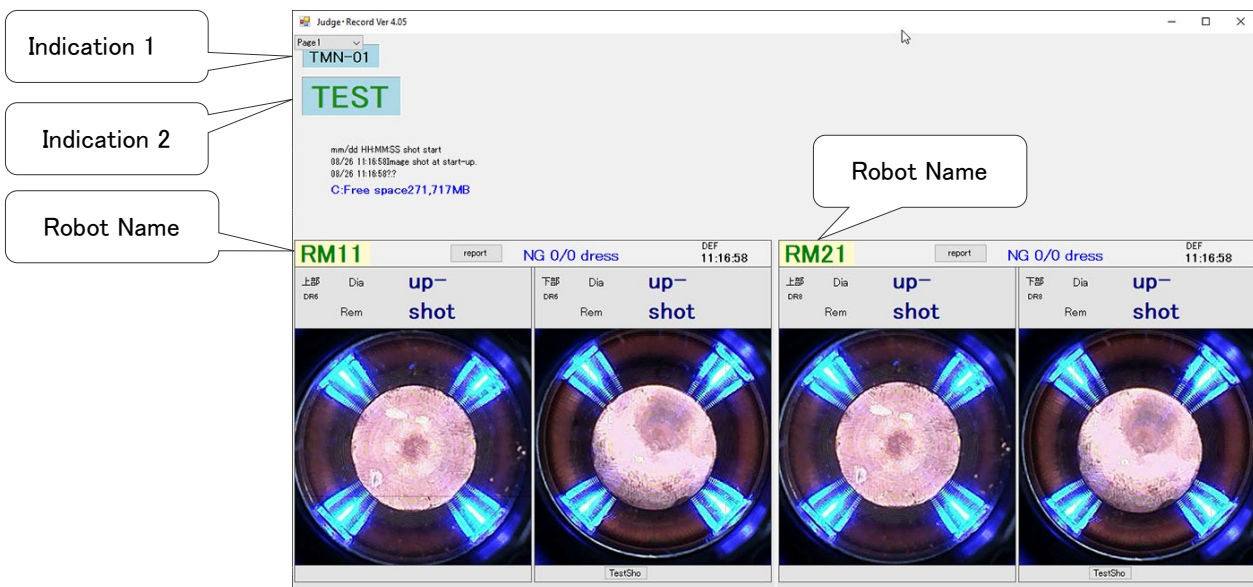 Indication 1
Indication 2
Robot Name
Robot Name
Judge・Record Ver 4.05
Page1
TMN-01
TEST
mm/dd HH:MM:SS shot start
08/26 11:16:58Image shot at start-up.
08/26 11:16:58??
C:Free space271,717MB
RM11 report NG 0/0 dress DEF 11:16:58
上部 Dia up-
DR6 Rem shot
下部 Dia up-
DR6 Rem shot
TestSho
RM21 report NG 0/0 dress DEF 11:16:58
上部 Dia up-
DR8 Rem shot
下部 Dia up-
DR8 Rem shot
TestSho